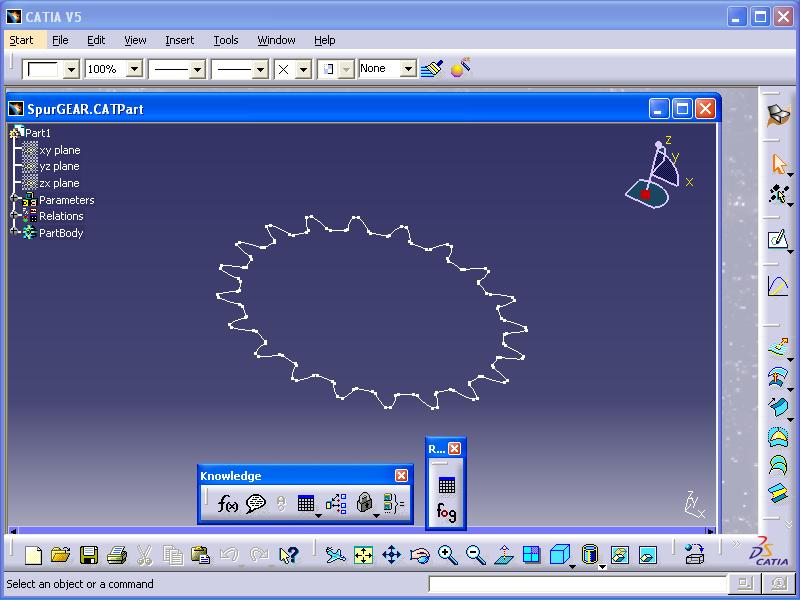 CATIA V5
Start File Edit View Insert Tools Window Help
100% None
SpurGEAR.CATPart
Part1
xy plane
yz plane
zx plane
Parameters
Relations
PartBody
z
y
x
Knowledge
R...
f(x)
fog
Z
Y
X
CATIA
Select an object or a command